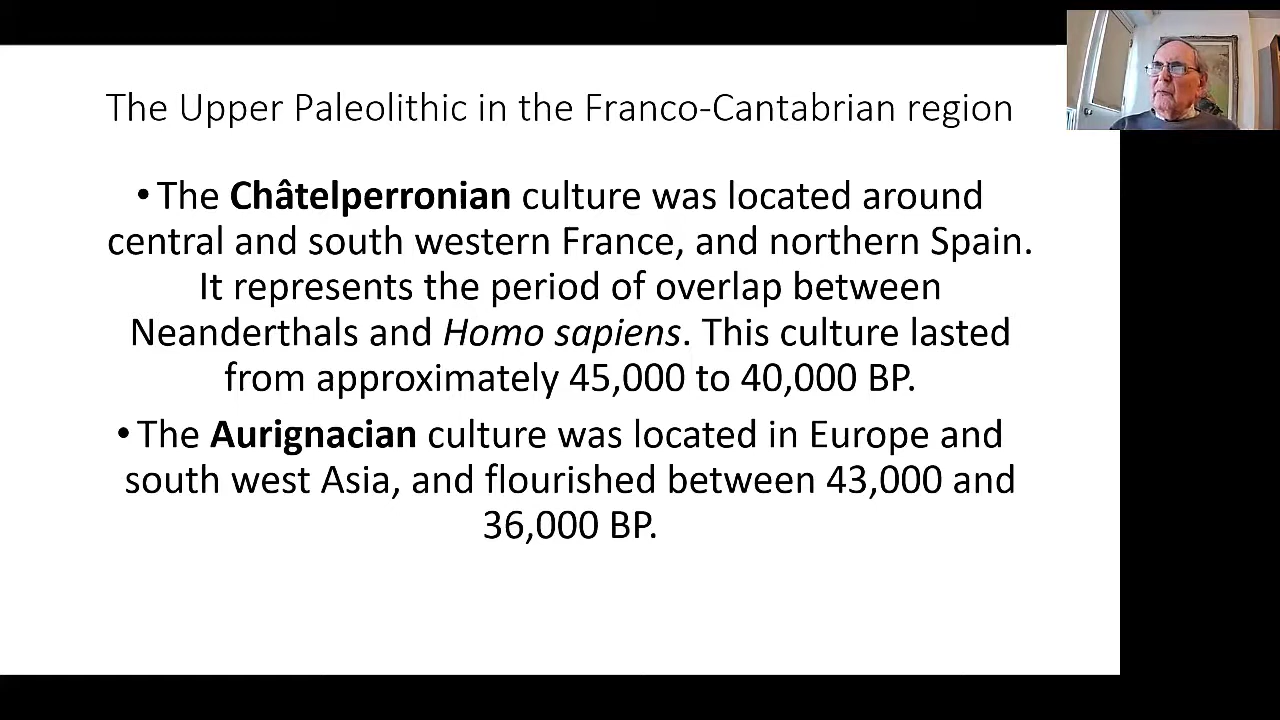 The Upper Paleolithic in the Franco-Cantabrian region
• The Châtelperronian culture was located around
central and south western France, and northern Spain.
It represents the period of overlap between
Neanderthals and Homo sapiens. This culture lasted
from approximately 45,000 to 40,000 BP.
• The Aurignacian culture was located in Europe and
south west Asia, and flourished between 43,000 and
36,000 BP.